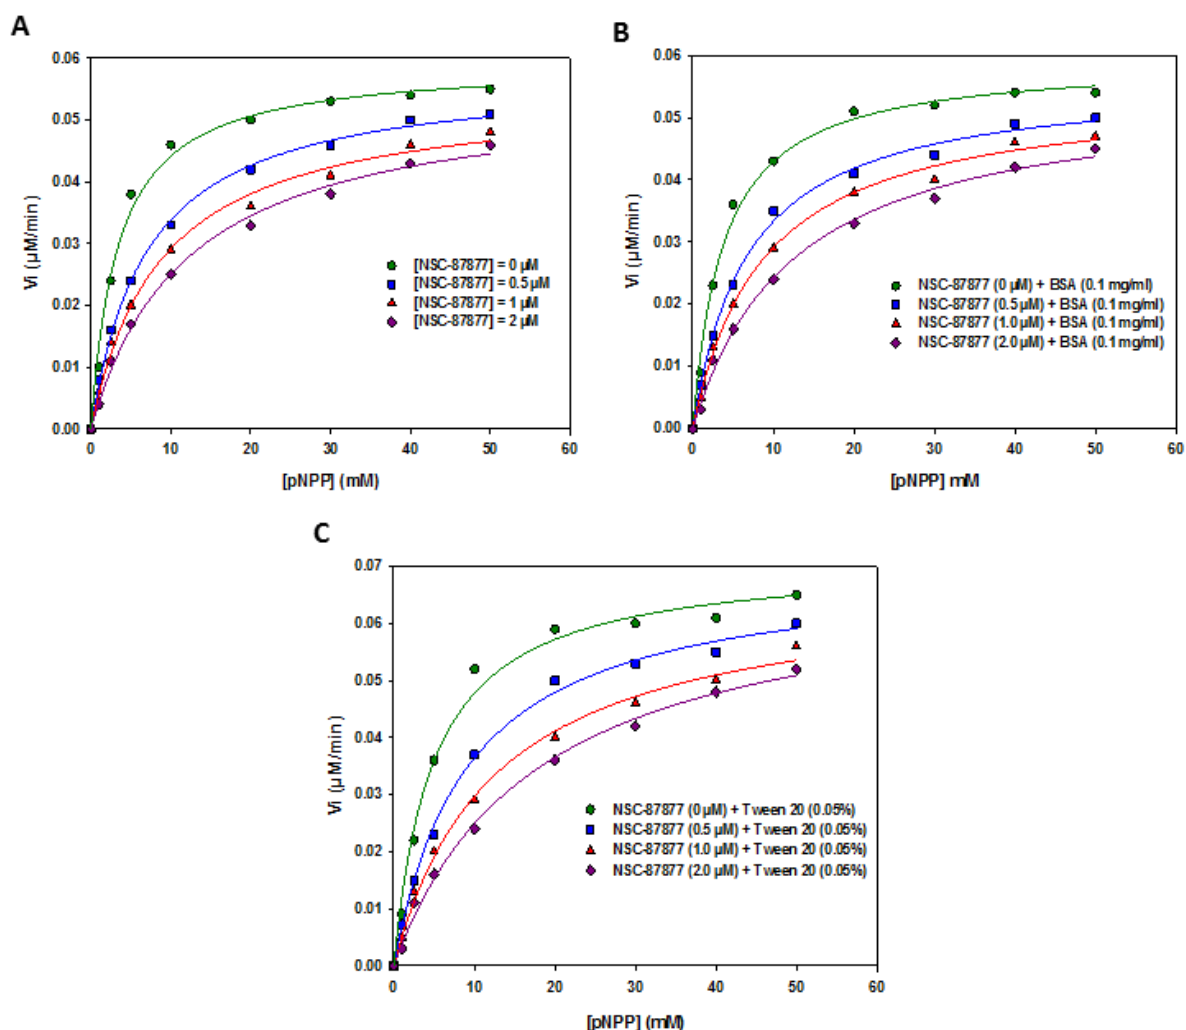 A
0.06
0.05
0.04
0.03
0.02
0.01
0.00
Vi (µM/min)
[NSC-87877] = 0 µM
[NSC-87877] = 0.5 µM
[NSC-87877] = 1 µM
[NSC-87877] = 2 µM
0 10 20 30 40 50 60
[pNPP] (mM)
B
0.06
0.05
0.04
0.03
0.02
0.01
0.00
Vi (µM/min)
NSC-87877 (0 µM) + BSA (0.1 mg/ml)
NSC-87877 (0.5 µM) + BSA (0.1 mg/ml)
NSC-87877 (1.0 µM) + BSA (0.1 mg/ml)
NSC-87877 (2.0 µM) + BSA (0.1 mg/ml)
0 10 20 30 40 50 60
[pNPP] mM
C
0.07
0.06
0.05
0.04
0.03
0.02
0.01
0.00
Vi (µM/min)
NSC-87877 (0 µM) + Tween 20 (0.05%)
NSC-87877 (0.5 µM) + Tween 20 (0.05%)
NSC-87877 (1.0 µM) + Tween 20 (0.05%)
NSC-87877 (2.0 µM) + Tween 20 (0.05%)
0 10 20 30 40 50 60
[pNPP] (mM)